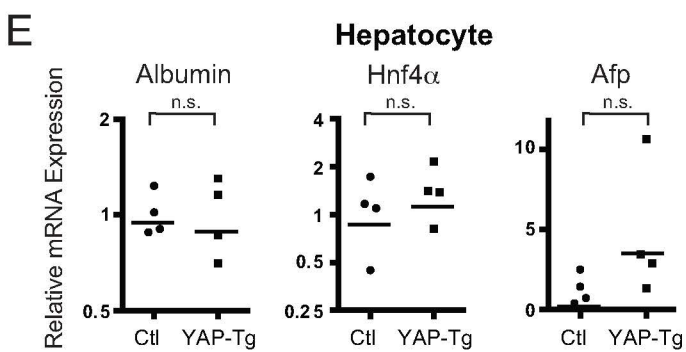 E
Hepatocyte
Relative mRNA Expression
Albumin
n.s.
2
1
0.5
Ctl YAP-Tg
Hnf4α
n.s.
4
2
1
0.5
0.25
Ctl YAP-Tg
Afp
n.s.
10
5
0
Ctl YAP-Tg